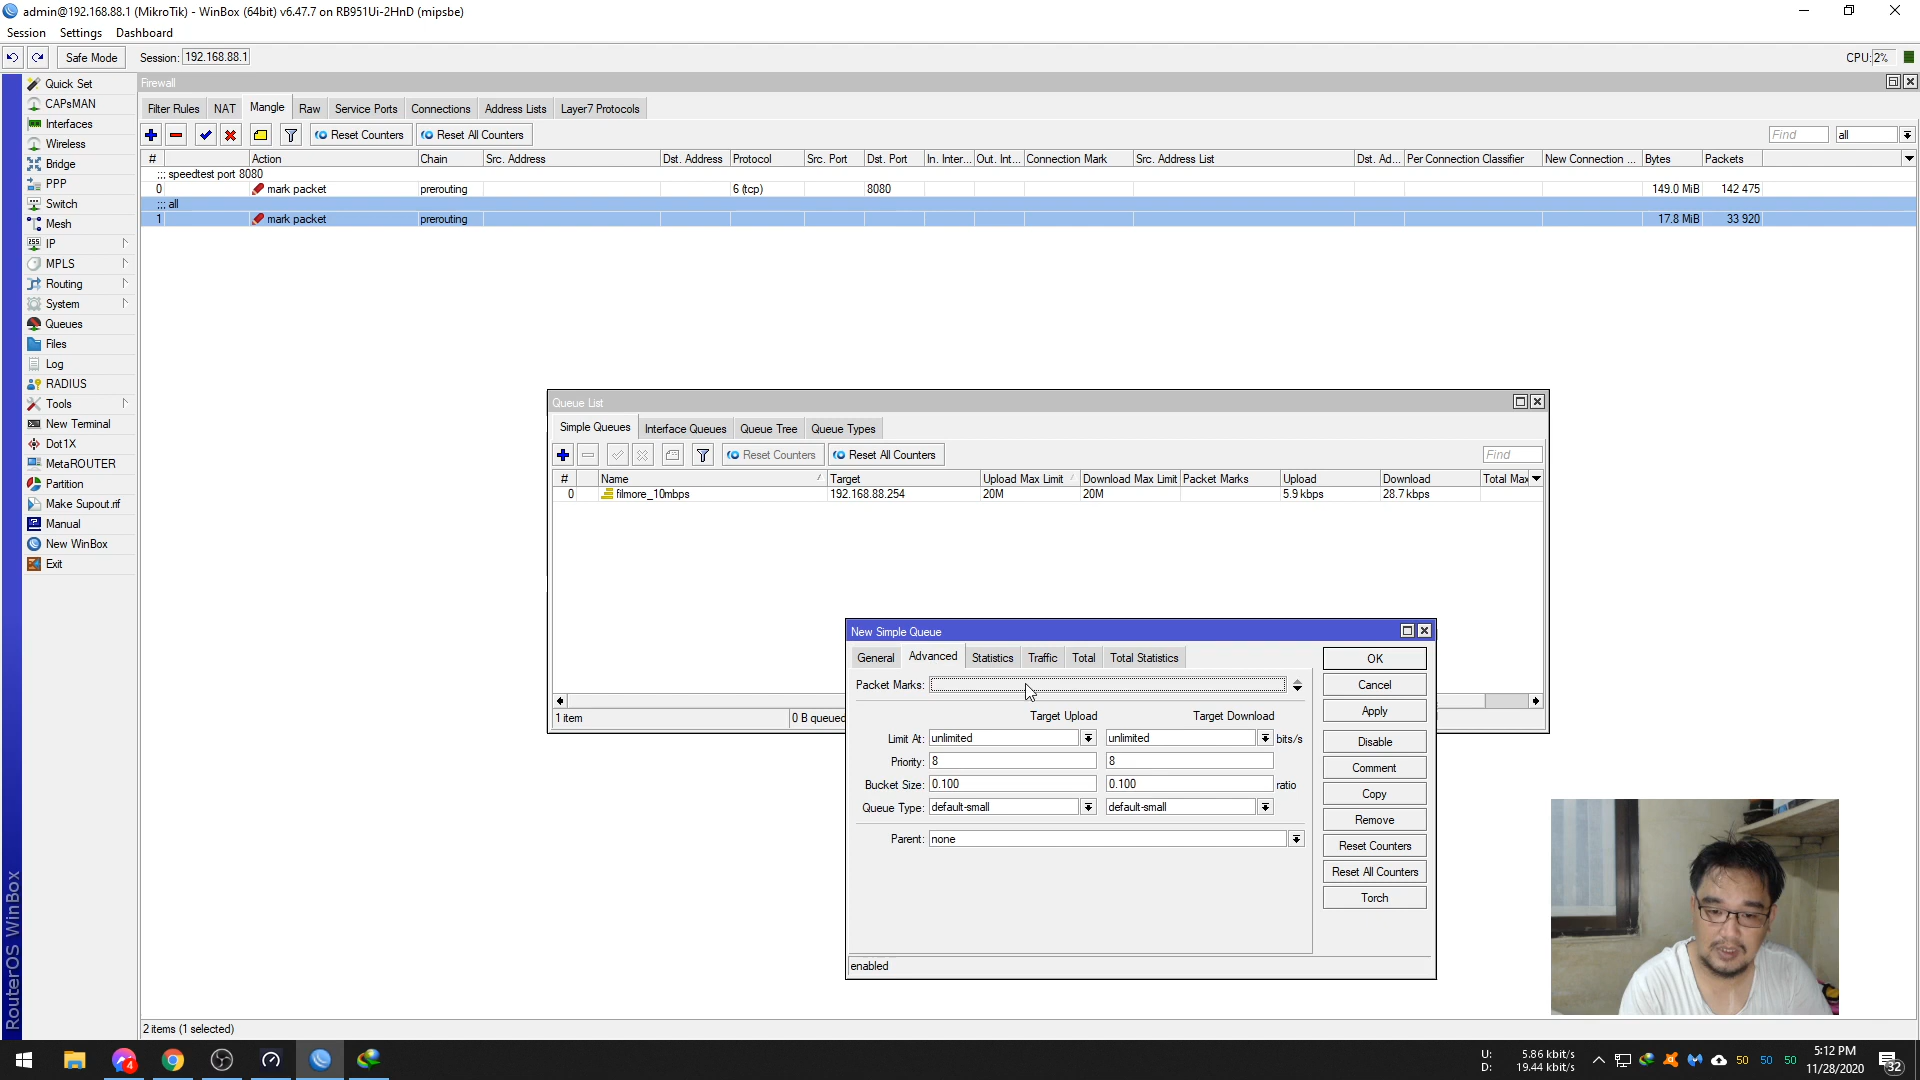 admin@192.168.88.1 (MikroTik) - WinBox (64bit) v6.47.7 on RB951Ui-2HnD (mipsbe)
Session Settings Dashboard
Safe Mode Session: 192.168.88.1 CPU: 2%
Quick Set
CAPsMAN
Interfaces
Wireless
Bridge
PPP
Switch
Mesh
IP
MPLS
Routing
System
Queues
Files
Log
RADIUS
Tools
New Terminal
Dot1X
MetaROUTER
Partition
Make Supout.rif
Manual
New WinBox
Exit
RouterOS WinBox
Firewall
Filter Rules NAT Mangle Raw Service Ports Connections Address Lists Layer7 Protocols
Reset Counters Reset All Counters Find all
# Action Chain Src. Address Dst. Address Protocol Src. Port Dst. Port In. Inter... Out. Int... Connection Mark Src. Address List Dst. Ad... Per Connection Classifier New Connection ... Bytes Packets
;;; speedtest port 8080
0 mark packet prerouting 6 (tcp) 8080 149.0 MiB 142 475
;;; all
1 mark packet prerouting 17.8 MiB 33 920
Queue List
Simple Queues Interface Queues Queue Tree Queue Types
Reset Counters Reset All Counters Find
# Name Target Upload Max Limit Download Max Limit Packet Marks Upload Download Total Max
0 filmore_10mbps 192.168.88.254 20M 20M 5.9 kbps 28.7 kbps
1 item 0 B queued
New Simple Queue
General Advanced Statistics Traffic Total Total Statistics
Packet Marks:
Target Upload Target Download
Limit At: unlimited unlimited bits/s
Priority: 8 8
Bucket Size: 0.100 0.100 ratio
Queue Type: default-small default-small
Parent: none
enabled
OK
Cancel
Apply
Disable
Comment
Copy
Remove
Reset Counters
Reset All Counters
Torch
2 items (1 selected)
4
U: 5.86 kbit/s
D: 19.44 kbit/s
50 50 50
5:12 PM
11/28/2020
32